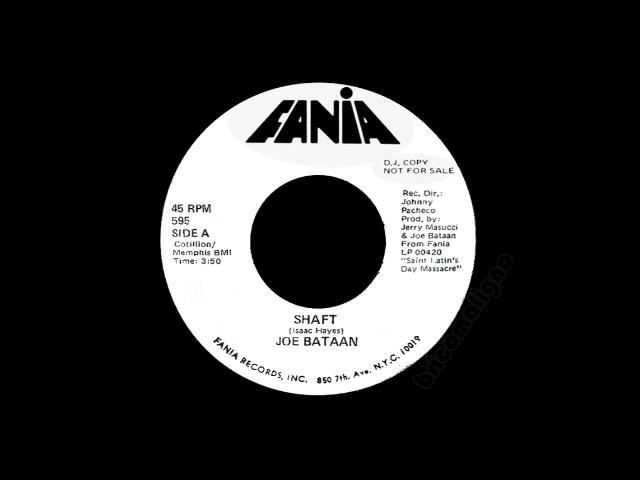 FANIA
D.J. COPY
NOT FOR SALE
45 RPM
595
SIDE A
Cotillion/
Memphis BMI
Time: 3:50
Rec. Dir.:
Johnny
Pacheco
Prod. by:
Jerry Masucci
& Joe Bataan
From Fania
LP 00420
"Saint Latin's
Day Massacre"
SHAFT
(Isaac Hayes)
JOE BATAAN
FANIA RECORDS, INC. 850 7th. Ave. N.Y.C. 10019
bricomaligno